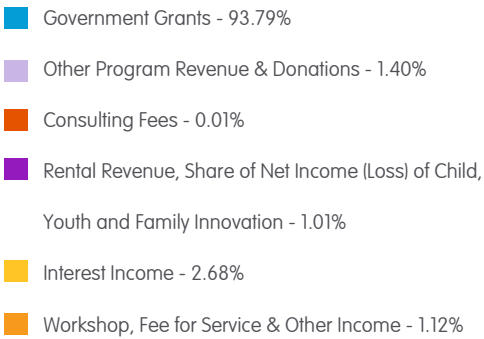 Government Grants - 93.79%
Other Program Revenue & Donations - 1.40%
Consulting Fees - 0.01%
Rental Revenue, Share of Net Income (Loss) of Child,
Youth and Family Innovation - 1.01%
Interest Income - 2.68%
Workshop, Fee for Service & Other Income - 1.12%